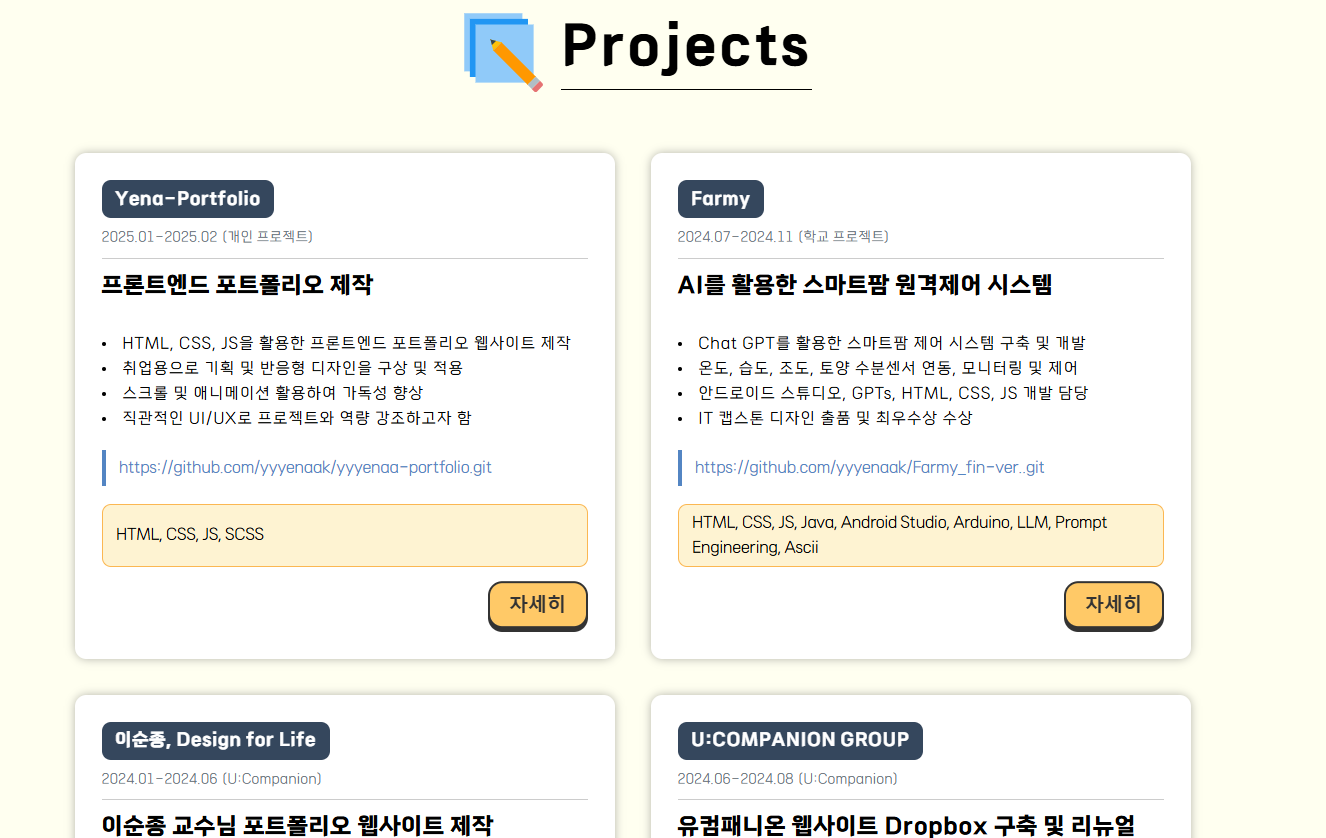 Projects
Yena-Portfolio
2025.01-2025.02 (개인 프로젝트)
프론트엔드 포트폴리오 제작
• HTML, CSS, JS을 활용한 프론트엔드 포트폴리오 웹사이트 제작
• 취업용으로 기획 및 반응형 디자인을 구상 및 적용
• 스크롤 및 애니메이션 활용하여 가독성 향상
• 직관적인 UI/UX로 프로젝트와 역량 강조하고자 함
https://github.com/yyyenaak/yyyenaa-portfolio.git
HTML, CSS, JS, SCSS
자세히
Farmy
2024.07-2024.11 (학교 프로젝트)
AI를 활용한 스마트팜 원격제어 시스템
• Chat GPT를 활용한 스마트팜 제어 시스템 구축 및 개발
• 온도, 습도, 조도, 토양 수분센서 연동, 모니터링 및 제어
• 안드로이드 스튜디오, GPTs, HTML, CSS, JS 개발 담당
• IT 캡스톤 디자인 출품 및 최우수상 수상
https://github.com/yyyenaak/Farmy_fin-ver..git
HTML, CSS, JS, Java, Android Studio, Arduino, LLM, Prompt
Engineering, Ascii
자세히
이순종, Design for Life
2024.01-2024.06 (U:Companion)
이순종 교수님 포트폴리오 웹사이트 제작
U:COMPANION GROUP
2024.06-2024.08 (U:Companion)
유컴패니온 웹사이트 Dropbox 구축 및 리뉴얼